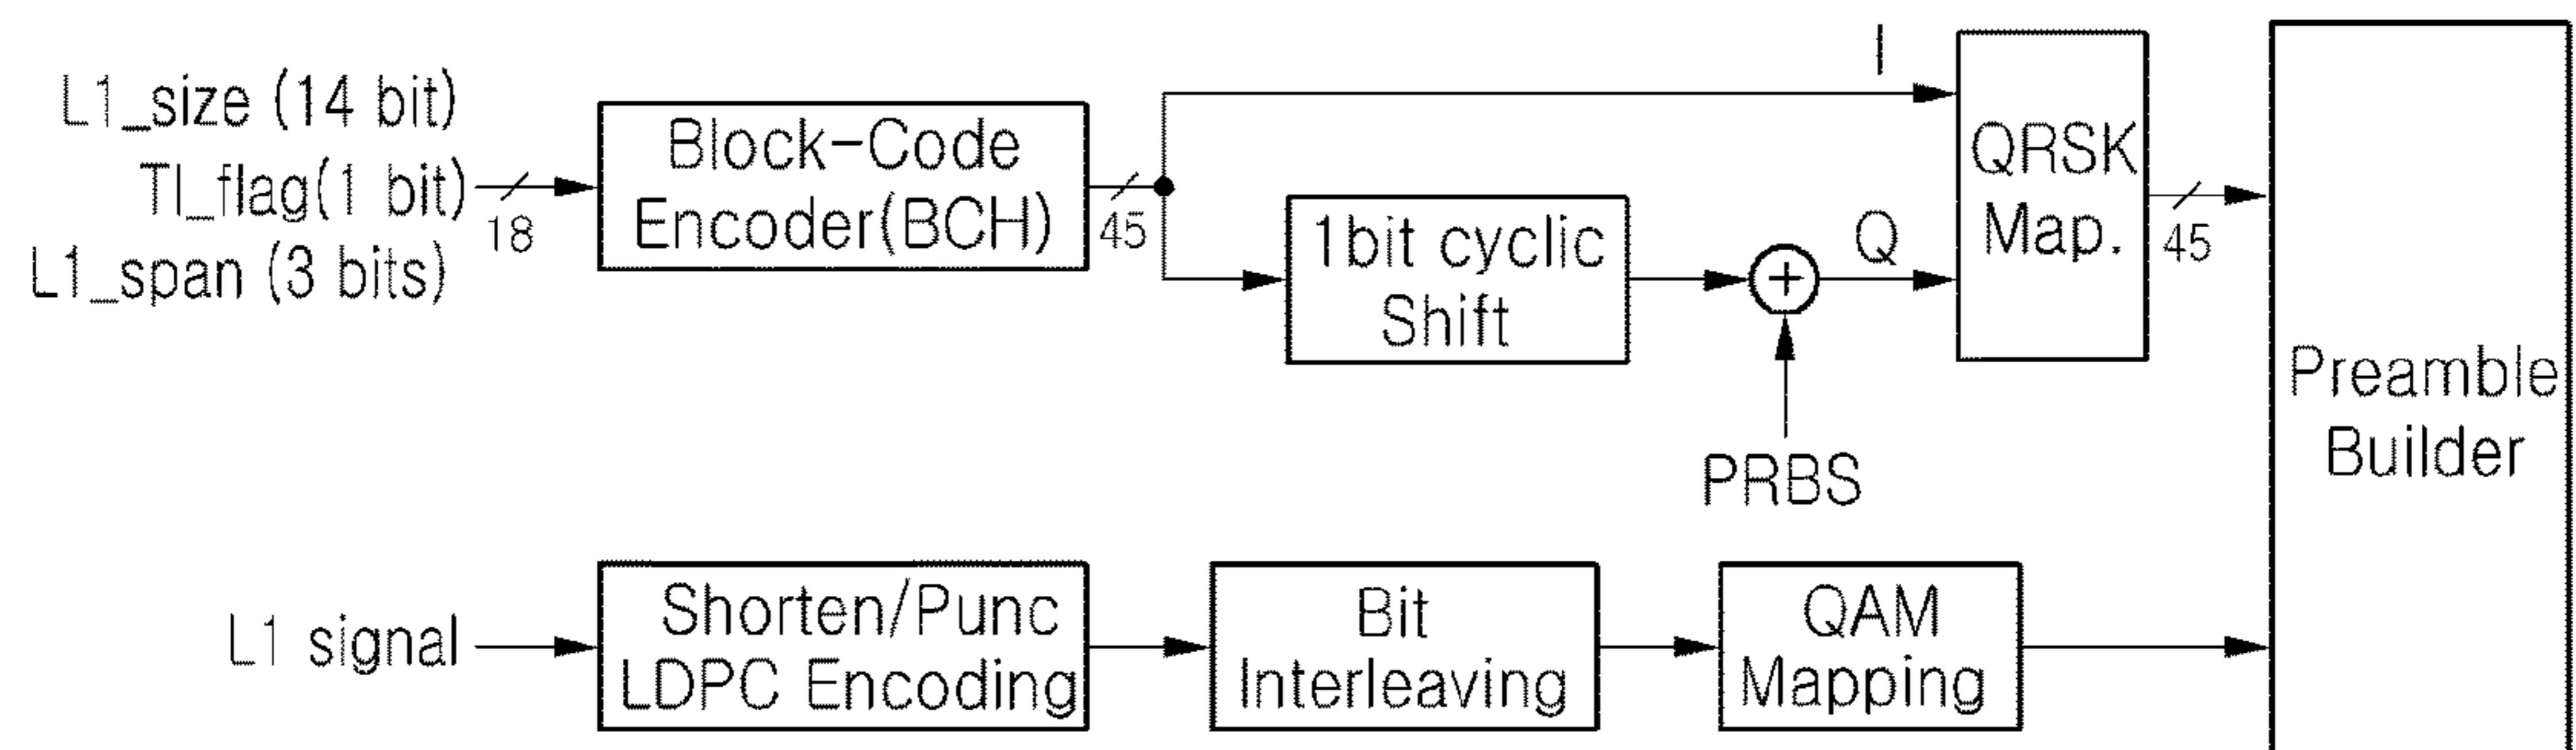 L1_size (14 bit)
TI_flag(1 bit)
L1_span (3 bits)
18
Block-Code
Encoder(BCH)
45
1bit cyclic
Shift
I
Q
PRBS
QRSK
Map.
45
Preamble
Builder
L1 signal
Shorten/Punc
LDPC Encoding
Bit
Interleaving
QAM
Mapping